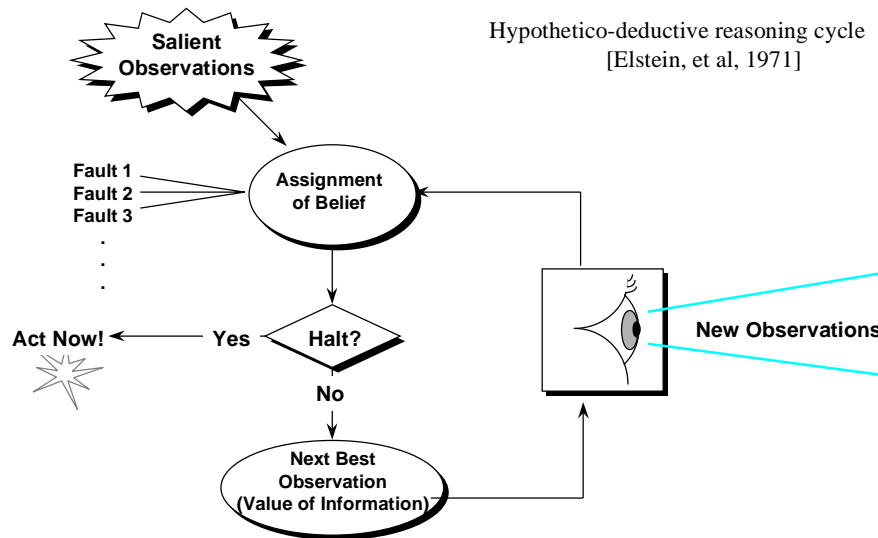 Hypothetico-deductive reasoning cycle
[Elstein, et al, 1971]
Salient
Observations
Fault 1
Fault 2
Fault 3
.
.
.
Assignment
of Belief
Act Now!
Yes
Halt?
No
New Observations
Next Best
Observation
(Value of Information)